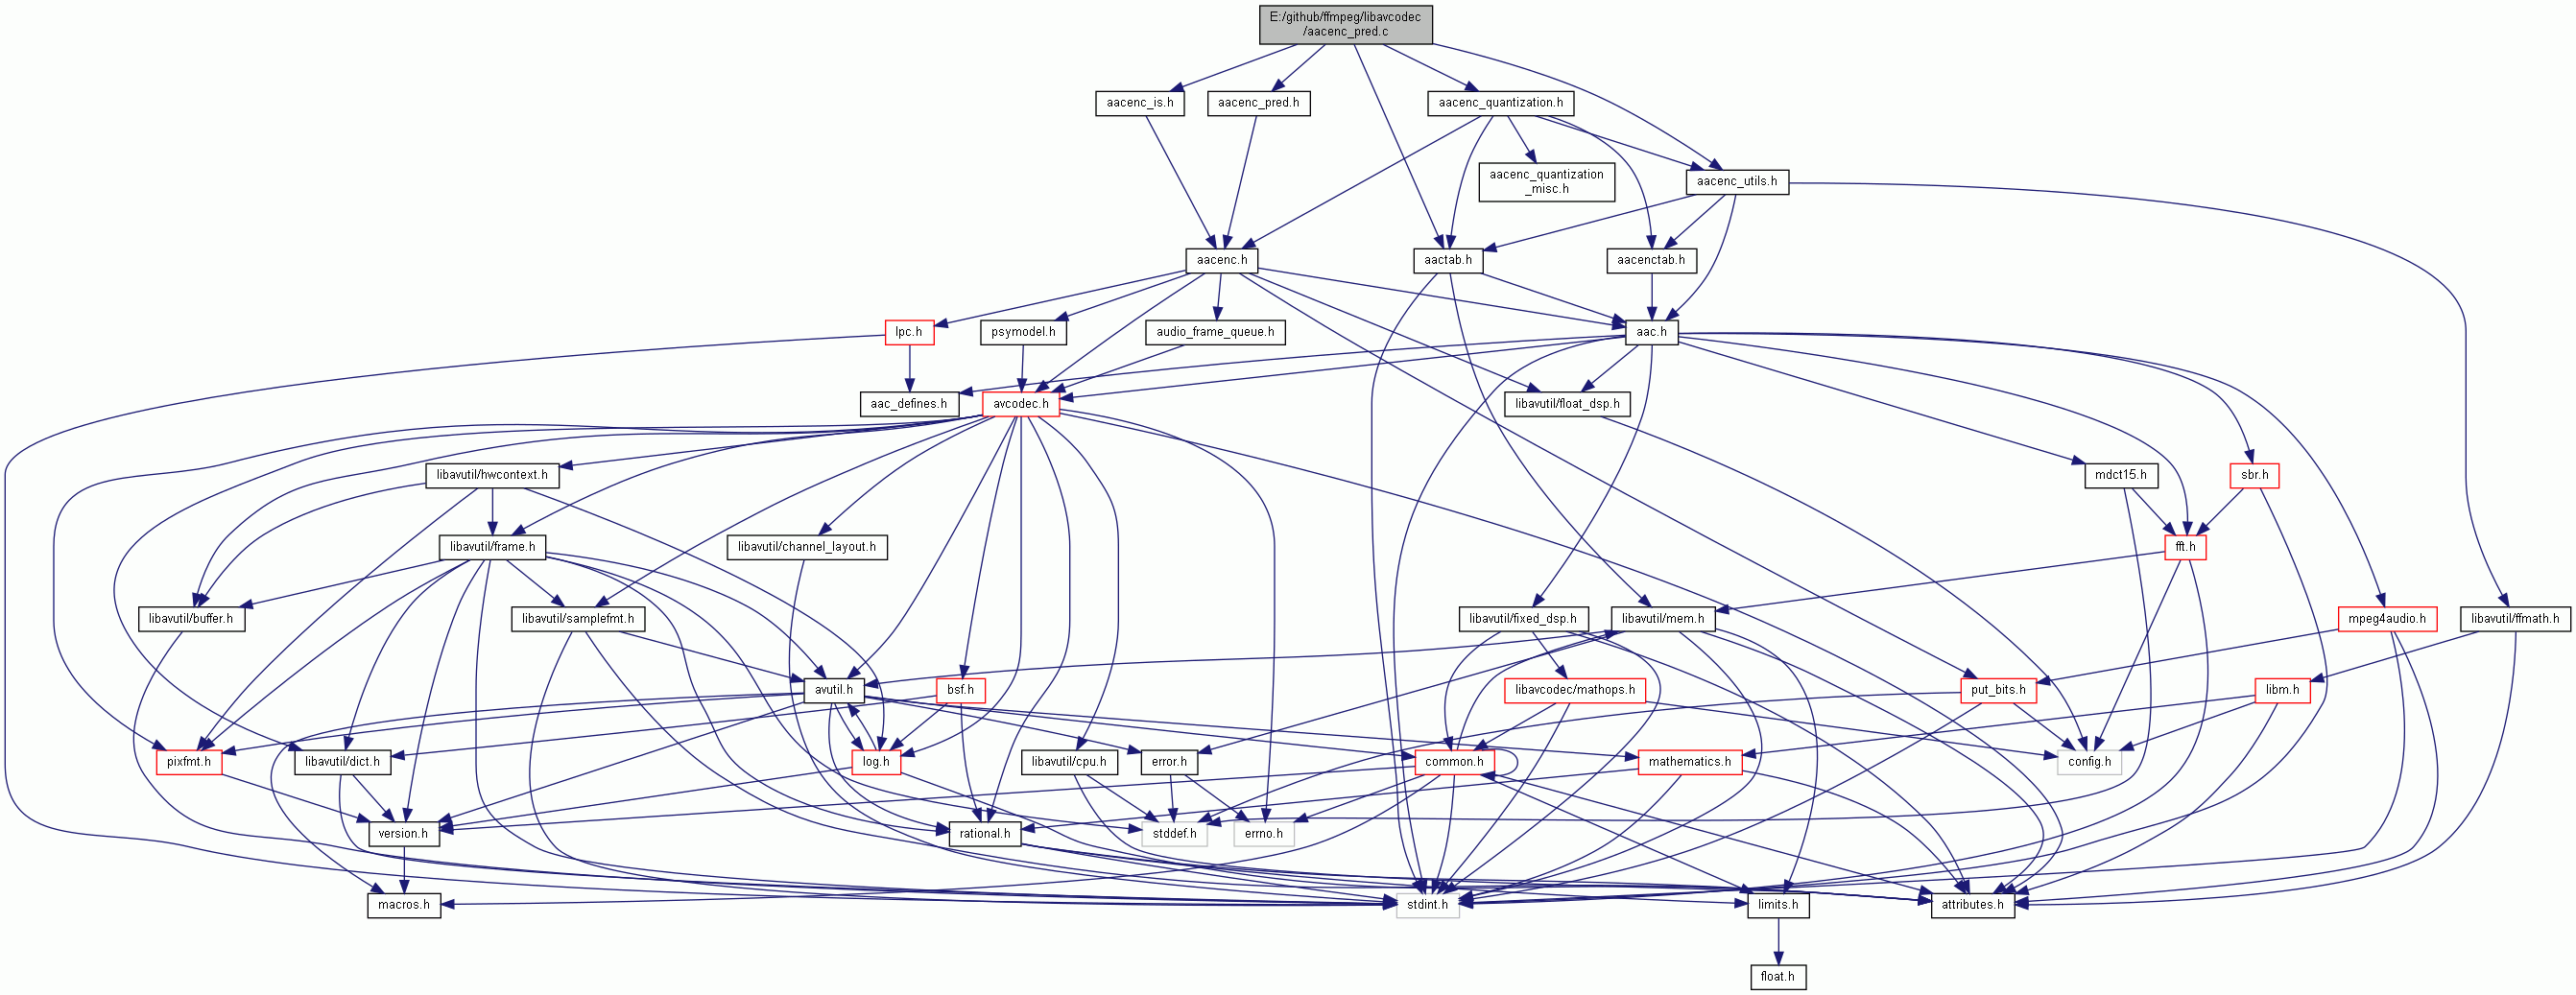 E:/github/ffmpeg/libavcodec
/aacenc_pred.c
aacenc_is.h
aacenc_pred.h
aacenc_quantization.h
aacenc_quantization
_misc.h
aacenc_utils.h
aacenc.h
aactab.h
aacenctab.h
lpc.h
psymodel.h
audio_frame_queue.h
aac.h
aac_defines.h
avcodec.h
libavutil/float_dsp.h
libavutil/hwcontext.h
mdct15.h
sbr.h
libavutil/frame.h
libavutil/channel_layout.h
fft.h
libavutil/buffer.h
libavutil/samplefmt.h
libavutil/fixed_dsp.h
libavutil/mem.h
mpeg4audio.h
libavutil/ffmath.h
avutil.h
bsf.h
libavcodec/mathops.h
put_bits.h
libm.h
pixfmt.h
libavutil/dict.h
log.h
libavutil/cpu.h
error.h
common.h
mathematics.h
config.h
version.h
rational.h
stddef.h
errno.h
macros.h
stdint.h
limits.h
attributes.h
float.h